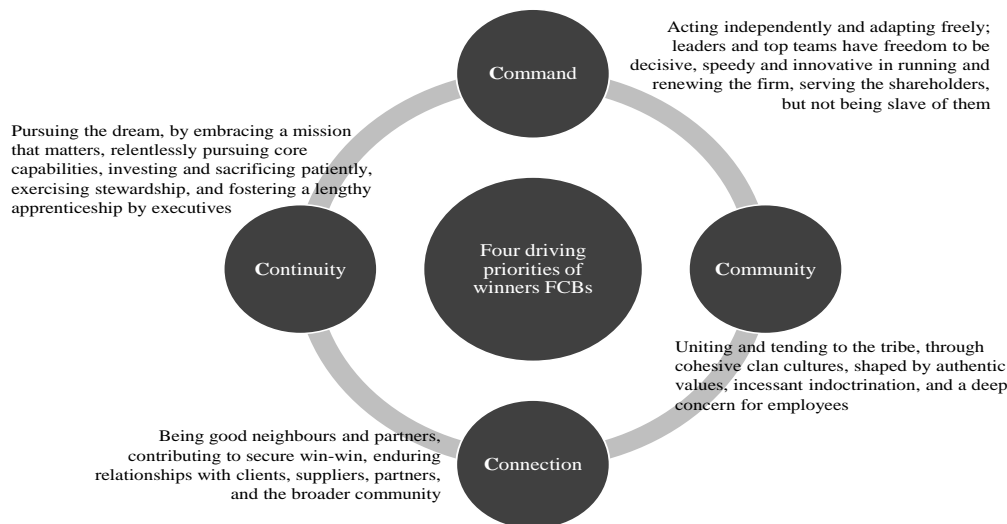 Command
Acting independently and adapting freely;
leaders and top teams have freedom to be
decisive, speedy and innovative in running and
renewing the firm, serving the shareholders,
but not being slave of them
Pursuing the dream, by embracing a mission
that matters, relentlessly pursuing core
capabilities, investing and sacrificing patiently,
exercising stewardship, and fostering a lengthy
apprenticeship by executives
Continuity
Four driving
priorities of
winners FCBs
Community
Uniting and tending to the tribe, through
cohesive clan cultures, shaped by authentic
values, incessant indoctrination, and a deep
concern for employees
Being good neighbours and partners,
contributing to secure win-win, enduring
relationships with clients, suppliers, partners,
and the broader community
Connection